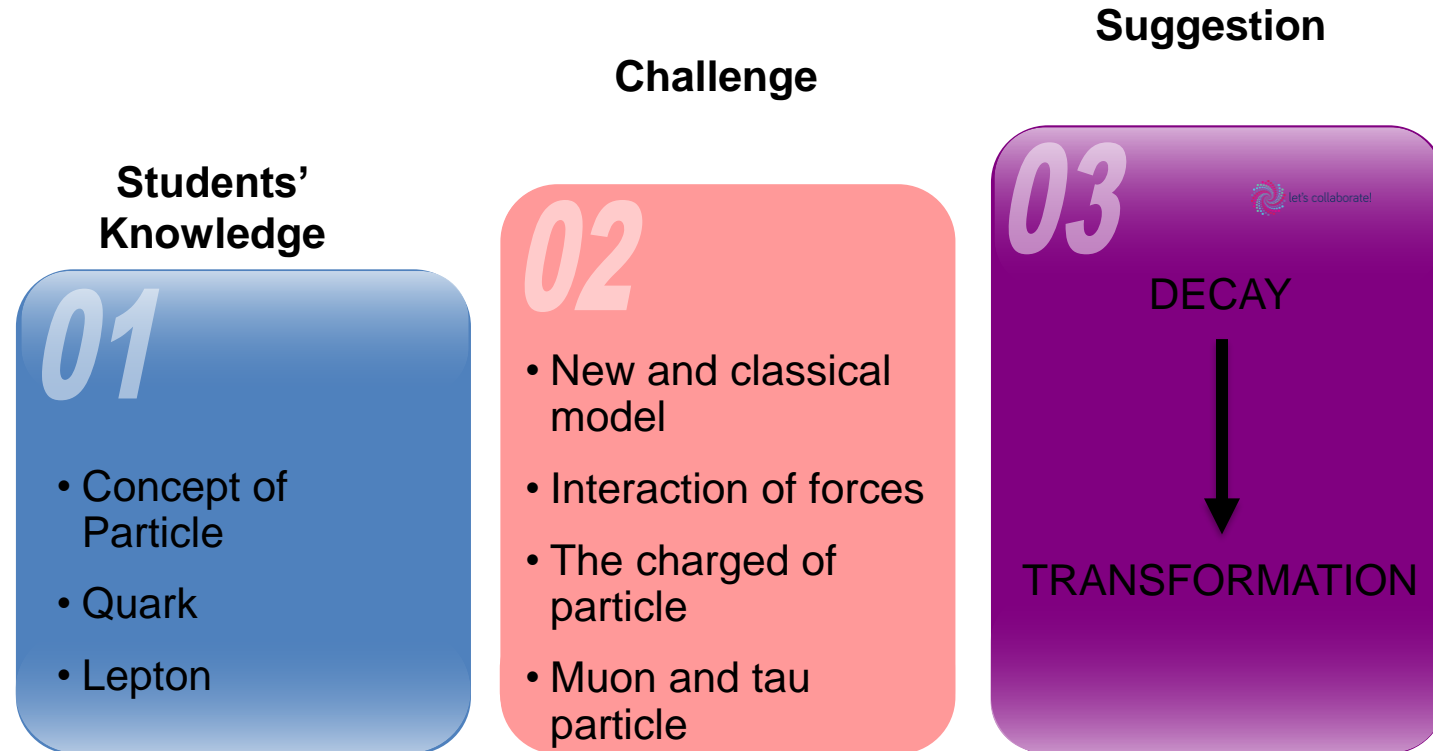 Students’
Knowledge
01
• Concept of
Particle
• Quark
• Lepton
Challenge
02
• New and classical
model
• Interaction of forces
• The charged of
particle
• Muon and tau
particle
Suggestion
03
let's collaborate!
DECAY
TRANSFORMATION